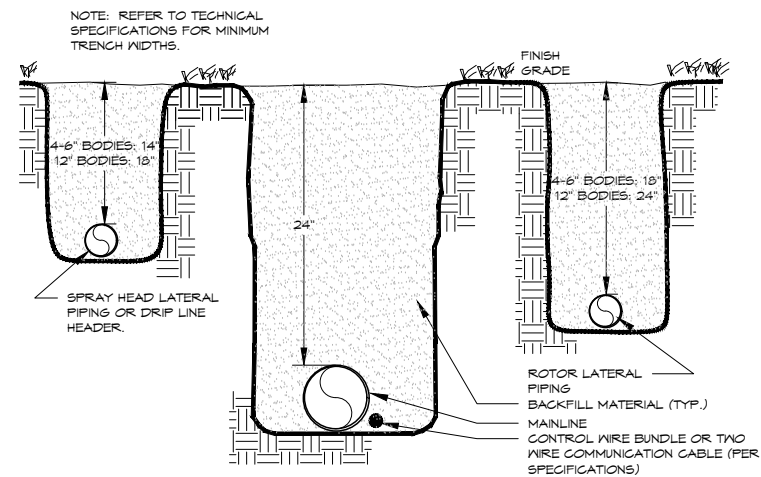 NOTE: REFER TO TECHNICAL
SPECIFICATIONS FOR MINIMUM
TRENCH WIDTHS.
FINISH
GRADE
4-6" BODIES: 14"
12" BODIES: 18"
24"
4-6" BODIES: 18"
12" BODIES: 24"
SPRAY HEAD LATERAL
PIPING OR DRIP LINE
HEADER.
ROTOR LATERAL
PIPING
BACKFILL MATERIAL (TYP.)
MAINLINE
CONTROL WIRE BUNDLE OR TWO
WIRE COMMUNICATION CABLE (PER
SPECIFICATIONS)